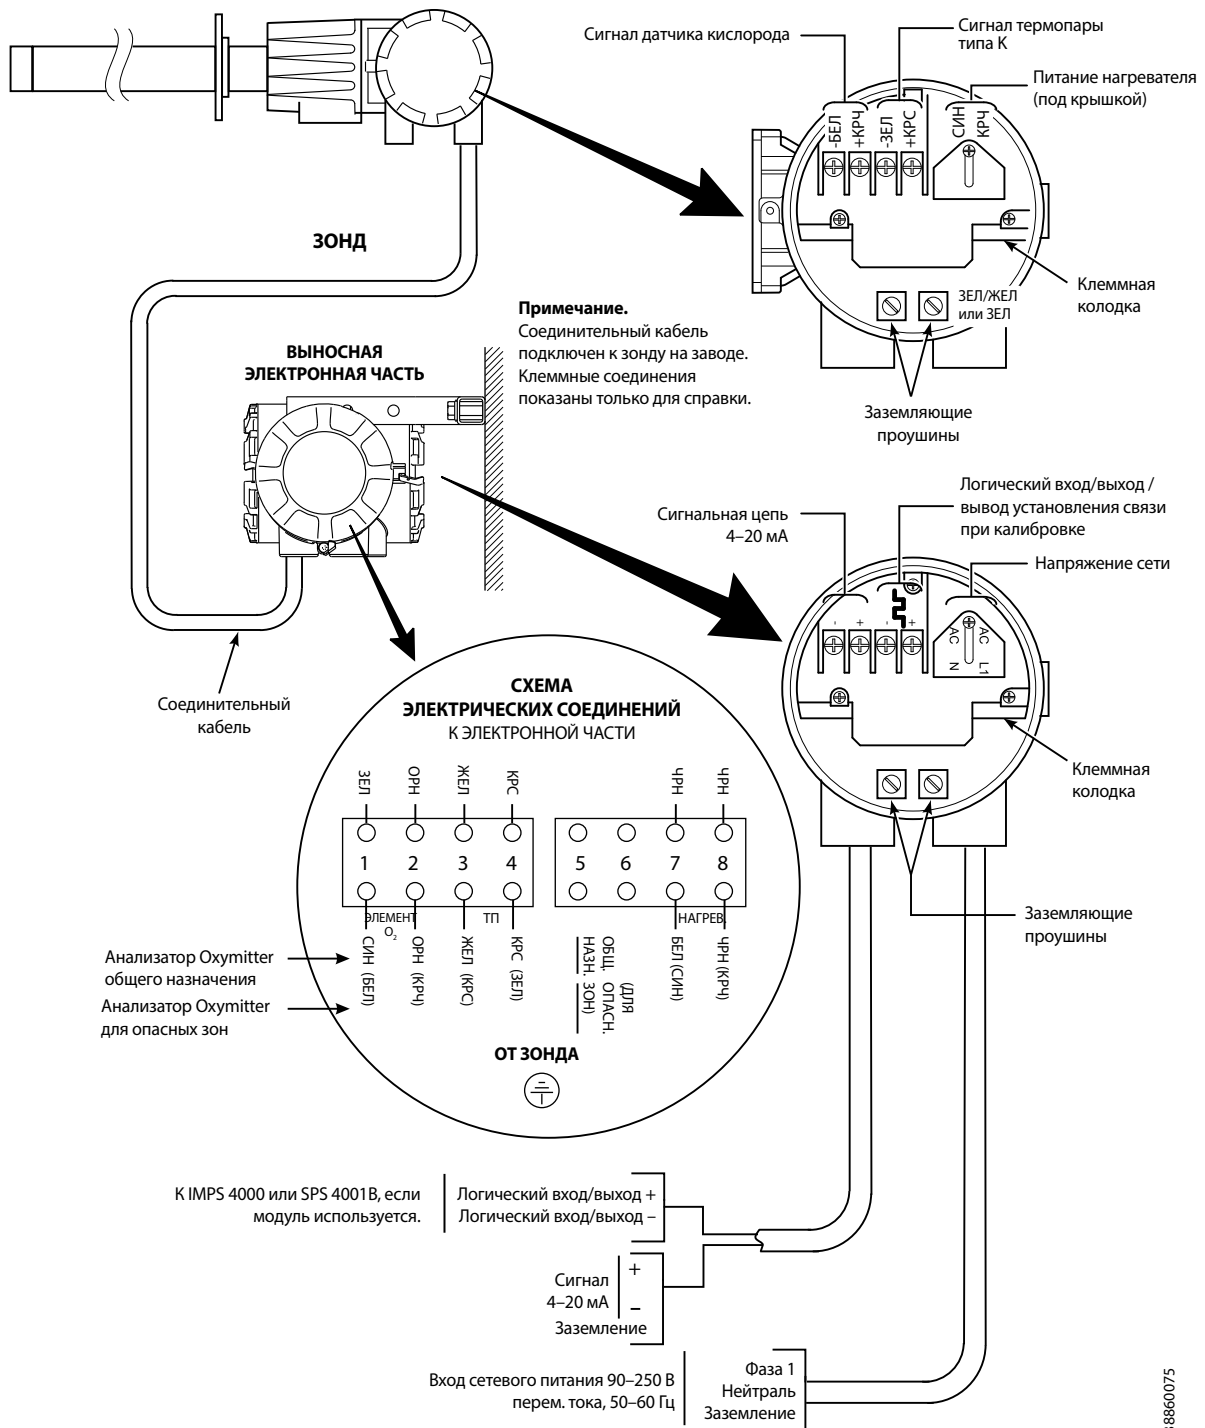 Сигнал датчика кислорода
Сигнал термопары
типа K
Питание нагревателя
(под крышкой)
-БЕЛ
+КРЧ
-ЗЕЛ
+КРС
СИН
КРЧ
ЗОНД
Клеммная
колодка
ЗЕЛ/ЖЕЛ
или ЗЕЛ
Заземляющие
проушины
Примечание.
Соединительный кабель
подключен к зонду на заводе.
Клеммные соединения
показаны только для справки.
ВЫНОСНАЯ
ЭЛЕКТРОННАЯ ЧАСТЬ
Логический вход/выход /
вывод установления связи
при калибровке
Сигнальная цепь
4–20 мА
Напряжение сети
-
+
-
+
AC
N
AC
L1
Соединительный
кабель
Клеммная
колодка
Заземляющие
проушины
СХЕМА
ЭЛЕКТРИЧЕСКИХ СОЕДИНЕНИЙ
К ЭЛЕКТРОННОЙ ЧАСТИ
ЗЕЛ
ОРН
ЖЕЛ
КРС
ЧРН
ЧРН
1
2
3
4
5
6
7
8
ЭЛЕМЕНТ
O2
ТП
НАГРЕВ.
СИН (БЕЛ)
ОРН (КРЧ)
ЖЕЛ (КРС)
КРС (ЗЕЛ)
ОБЩ.
НАЗН.
(ДЛЯ
ОПАСН.
ЗОН)
БЕЛ (СИН)
ЧРН (КРЧ)
Анализатор Oxymitter
общего назначения
Анализатор Oxymitter
для опасных зон
ОТ ЗОНДА
К IMPS 4000 или SPS 4001B, если
модуль используется.
Логический вход/выход +
Логический вход/выход –
Сигнал
4–20 мА
+
–
Заземление
Вход сетевого питания 90–250 В
перем. тока, 50–60 Гц
Фаза 1
Нейтраль
Заземление
38860075